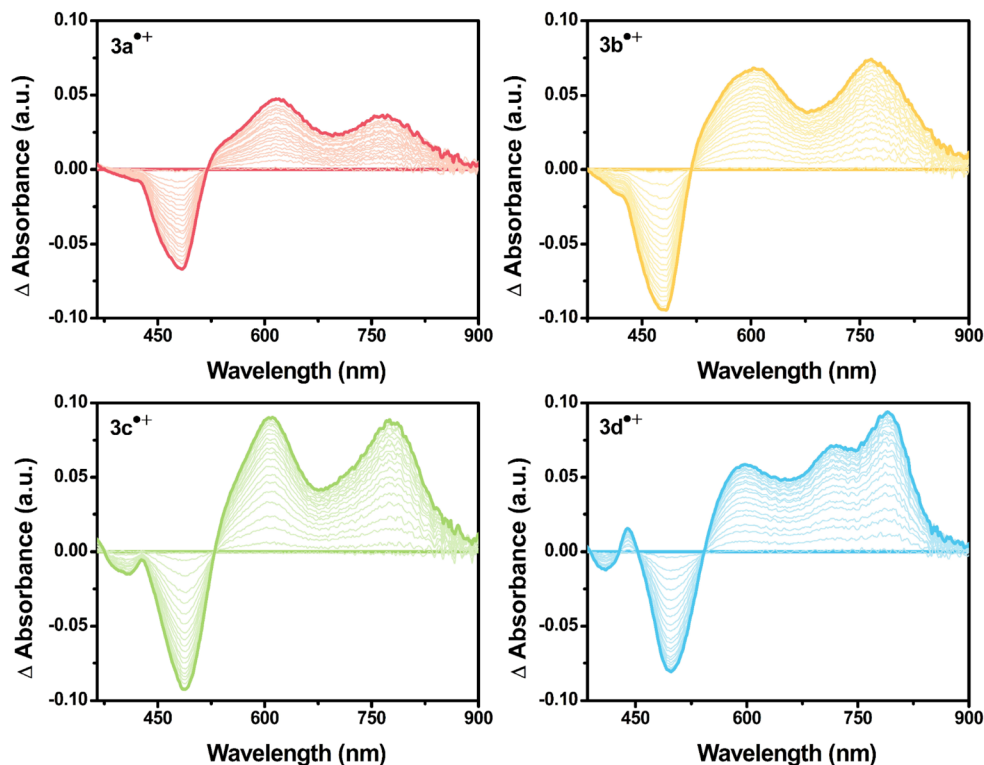 3a•+
Δ Absorbance (a.u.)
0.10
0.05
0.00
-0.05
-0.10
450 600 750 900
Wavelength (nm)
3b•+
Δ Absorbance (a.u.)
0.10
0.05
0.00
-0.05
-0.10
450 600 750 900
Wavelength (nm)
3c•+
Δ Absorbance (a.u.)
0.10
0.05
0.00
-0.05
-0.10
450 600 750 900
Wavelength (nm)
3d•+
Δ Absorbance (a.u.)
0.10
0.05
0.00
-0.05
-0.10
450 600 750 900
Wavelength (nm)